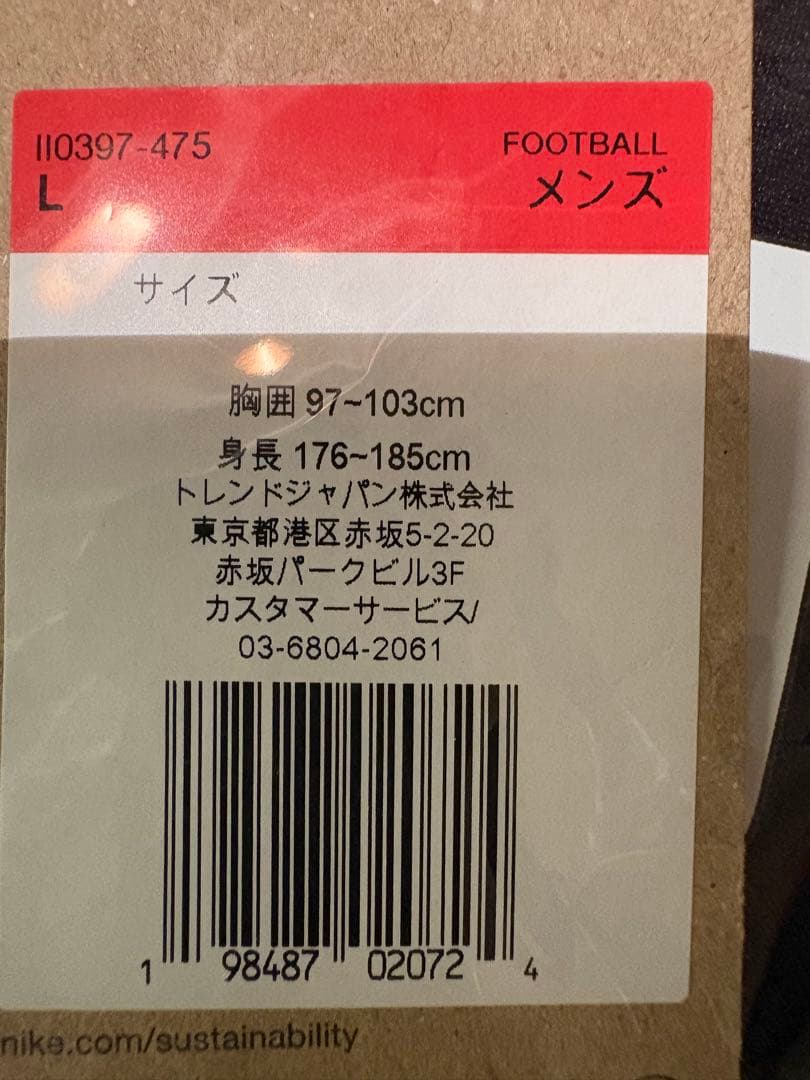 II0397-475
FOOTBALL
L
メンズ
サイズ
胸囲 97~103cm
身長 176~185cm
トレンドジャパン株式会社
東京都港区赤坂5-2-20
赤坂パークビル3F
カスタマーサービス/
03-6804-2061
1 98487 02072 4
nike.com/sustainability